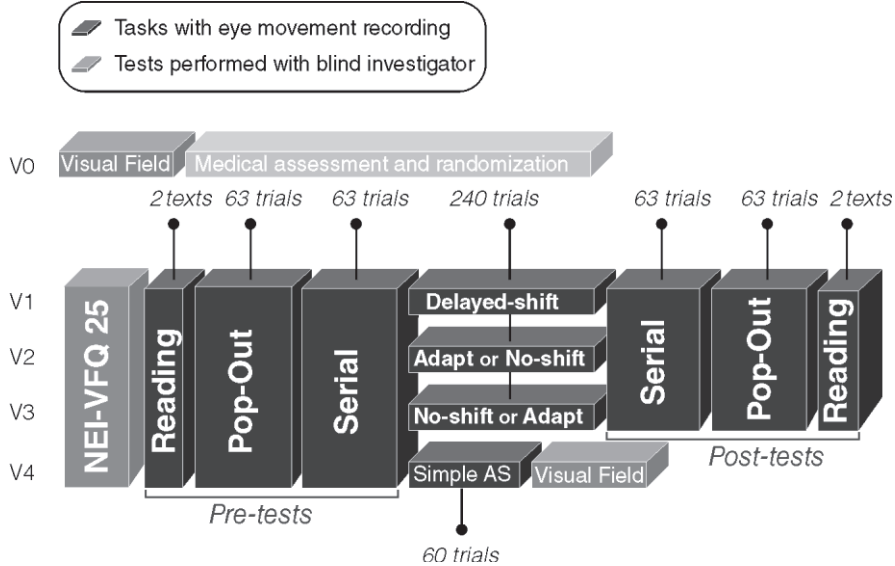 Tasks with eye movement recording
Tests performed with blind investigator
V0
Visual Field
Medical assessment and randomization
2 texts
63 trials
63 trials
240 trials
63 trials
63 trials
2 texts
V1
V2
V3
V4
NEI-VFQ 25
Reading
Pop-Out
Serial
Delayed-shift
Adapt or No-shift
No-shift or Adapt
Simple AS
Visual Field
Serial
Pop-Out
Reading
Pre-tests
Post-tests
60 trials